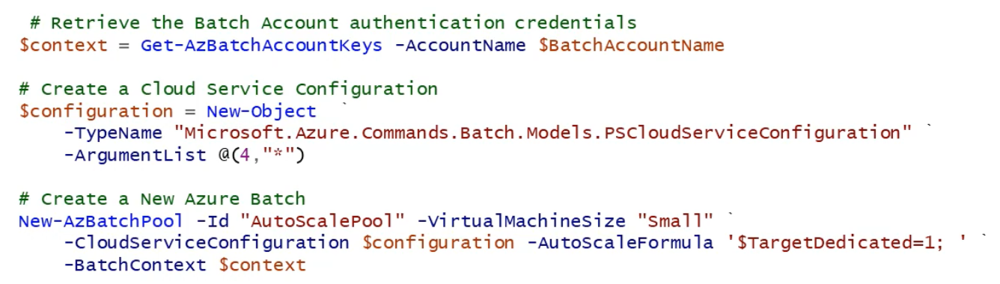 # Retrieve the Batch Account authentication credentials
$context = Get-AzBatchAccountKeys -AccountName $BatchAccountName
# Create a Cloud Service Configuration
$configuration = New-Object `
-TypeName "Microsoft.Azure.Commands.Batch.Models.PSCloudServiceConfiguration" `
-ArgumentList @(4,"*")
# Create a New Azure Batch
New-AzBatchPool -Id "AutoScalePool" -VirtualMachineSize "Small" `
-CloudServiceConfiguration $configuration -AutoScaleFormula '$TargetDedicated=1; ' `
-BatchContext $context